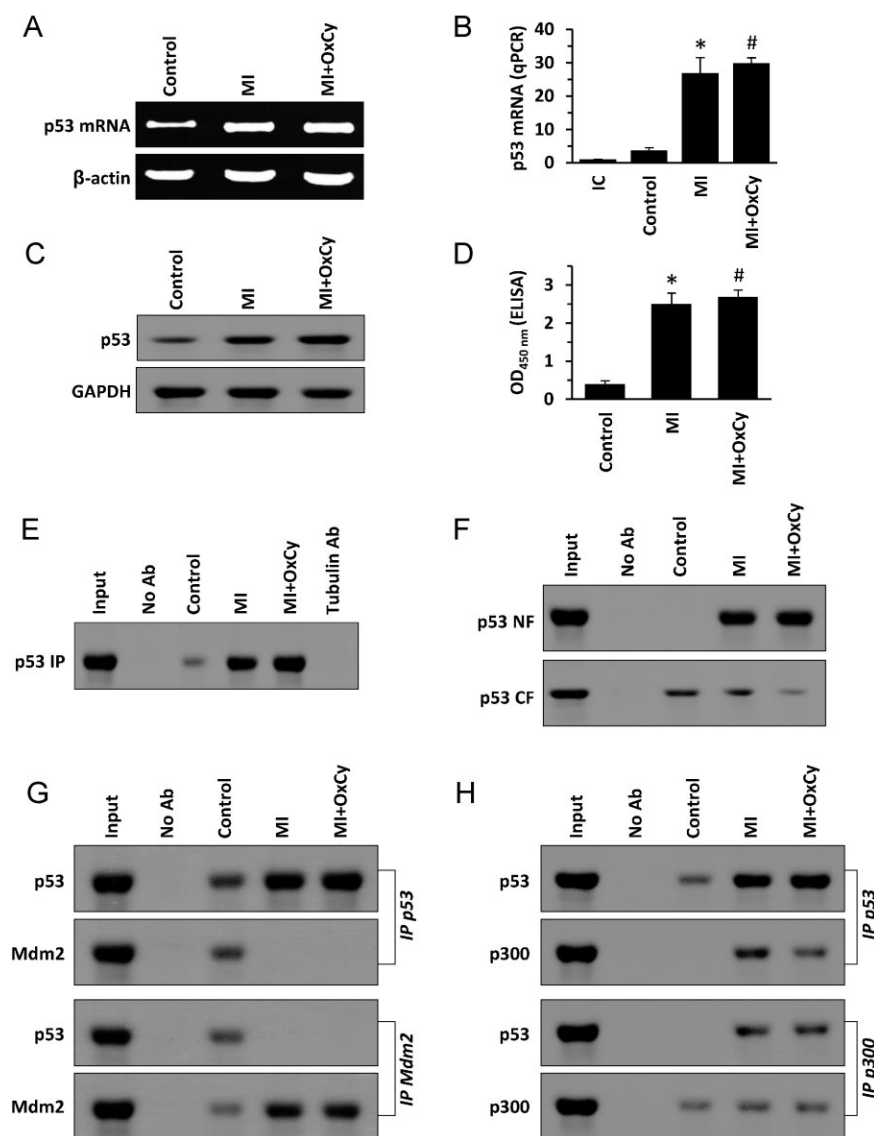 A
Control
MI
MI+OxCy
p53 mRNA
β-actin
B
p53 mRNA (qPCR)
40
30
20
10
0
*
#
IC
Control
MI
MI+OxCy
C
Control
MI
MI+OxCy
p53
GAPDH
D
OD450 nm (ELISA)
3
2
1
0
*
#
Control
MI
MI+OxCy
E
Input
No Ab
Control
MI
MI+OxCy
Tubulin Ab
p53 IP
F
Input
No Ab
Control
MI
MI+OxCy
p53 NF
p53 CF
G
Input
No Ab
Control
MI
MI+OxCy
p53
Mdm2
IP p53
p53
Mdm2
IP Mdm2
H
Input
No Ab
Control
MI
MI+OxCy
p53
p300
IP p53
p53
p300
IP p300